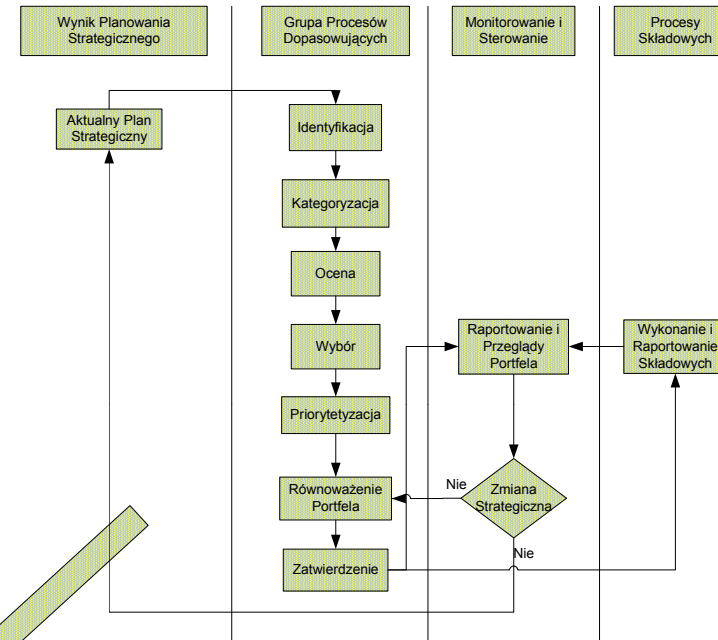 Wynik Planowania
Strategicznego
Grupa Procesów
Dopasowujących
Monitorowanie i
Sterowanie
Procesy
Składowych
Aktualny Plan
Strategiczny
Identyfikacja
Kategoryzacja
Ocena
Wybór
Priorytetyzacja
Równoważenie
Portfela
Zatwierdzenie
Raportowanie i
Przeglądy
Portfela
Zmiana
Strategiczna
Nie
Nie
Wykonanie i
Raportowanie
Składowych